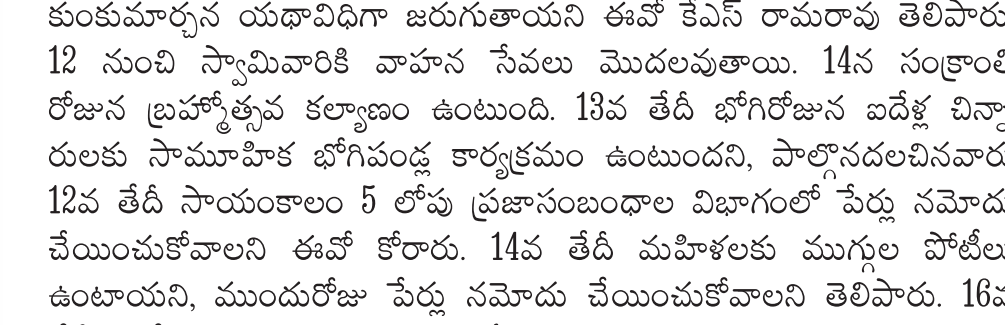 కుంకుమార్చన యథావిధిగా జరుగుతాయని ఈవో కేఎస్ రామరావు తెలిపారు
12 నుంచి స్వామివారికి వాహన సేవలు మొదలవుతాయి. 14న సంక్రాంతి
రోజున బ్రహ్మోత్సవ కల్యాణం ఉంటుంది. 13వ తేదీ భోగిరోజున ఐదేళ్ల చిన్నా
రులకు సామూహిక భోగిపండ్ల కార్యక్రమం ఉంటుందని, పాల్గొనదలచినవారు
12వ తేదీ సాయంకాలం 5 లోపు ప్రజాసంబంధాల విభాగంలో పేర్లు నమోదు
చేయించుకోవాలని ఈవో కోరారు. 14వ తేదీ మహిళలకు ముగ్గుల పోటీలు
ఉంటాయని, ముందురోజు పేర్లు నమోదు చేయించుకోవాలని తెలిపారు. 16వ